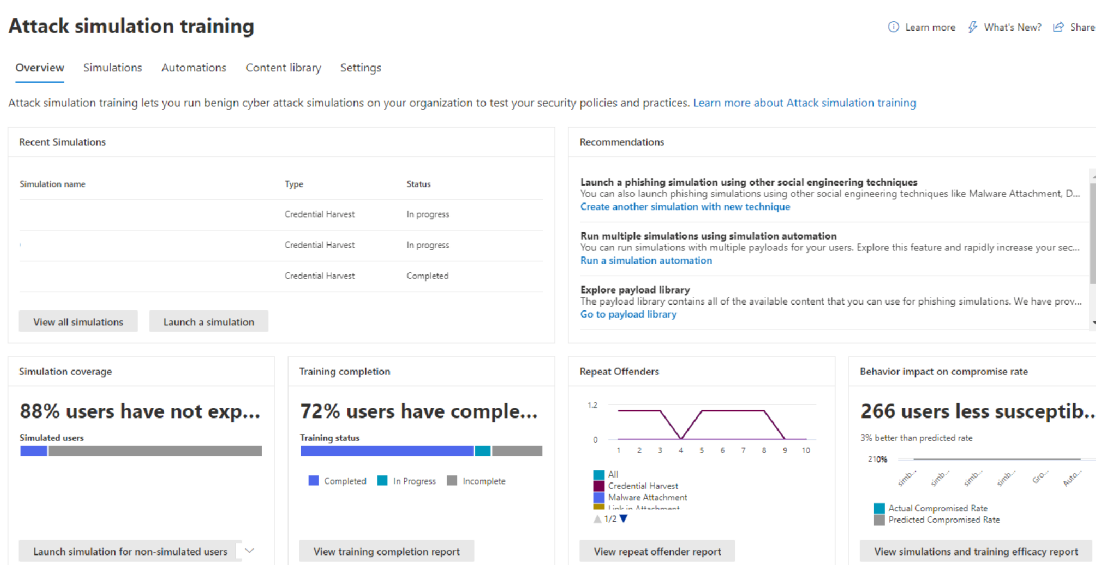 Attack simulation training
Learn more What's New? Share
Overview Simulations Automations Content library Settings
Attack simulation training lets you run benign cyber attack simulations on your organization to test your security policies and practices. Learn more about Attack simulation training
Recent Simulations
Simulation name Type Status
Credential Harvest In progress
Credential Harvest In progress
Credential Harvest Completed
View all simulations Launch a simulation
Recommendations
Launch a phishing simulation using other social engineering techniques
You can also launch phishing simulations using other social engineering techniques like Malware Attachment, D...
Create another simulation with new technique
Run multiple simulations using simulation automation
You can run simulations with multiple payloads for your users. Explore this feature and rapidly increase your sec...
Run a simulation automation
Explore payload library
The payload library contains all of the available content that you can use for phishing simulations. We have prov...
Go to payload library
Simulation coverage
88% users have not exp...
Simulated users
Launch simulation for non-simulated users
Training completion
72% users have comple...
Training status
Completed In Progress Incomplete
View training completion report
Repeat Offenders
1.2
0
1 2 3 4 5 6 7 8 9 10
All
Credential Harvest
Malware Attachment
Link in Attachment
1/2
View repeat offender report
Behavior impact on compromise rate
266 users less susceptib...
3% better than predicted rate
simb... simb... simb... simb... Gro... Auto...
Actual Compromised Rate
Predicted Compromised Rate
View simulations and training efficacy report